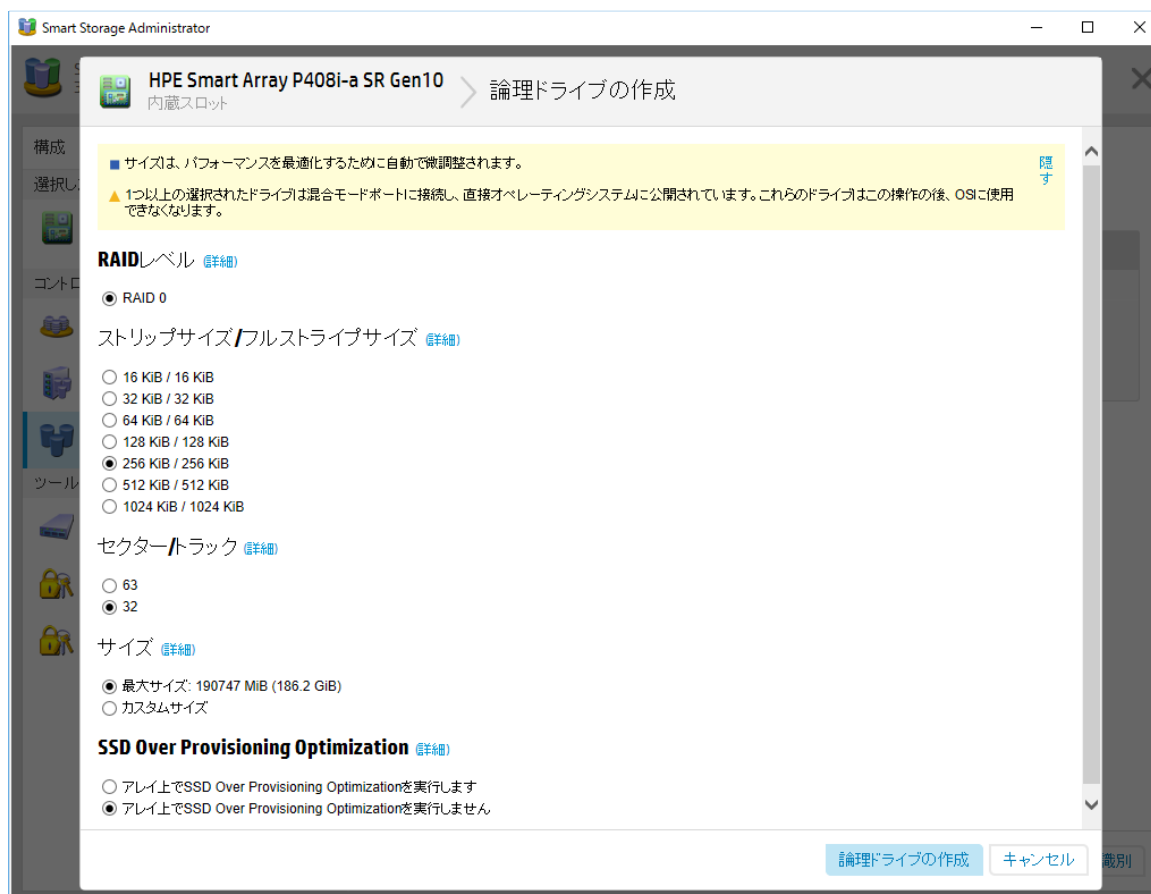 Smart Storage Administrator
HPE Smart Array P408i-a SR Gen10
内蔵スロット
論理ドライブの作成
構成
選択し
コントロ
ツール
サイズは、パフォーマンスを最適化するために自動で微調整されます。
隠す
1つ以上の選択されたドライブは混合モードポートに接続し、直接オペレーティングシステムに公開されています。これらのドライブはこの操作の後、OSに使用
できなくなります。
RAIDレベル (詳細)
RAID 0
ストリップサイズ/フルストライプサイズ (詳細)
16 KiB / 16 KiB
32 KiB / 32 KiB
64 KiB / 64 KiB
128 KiB / 128 KiB
256 KiB / 256 KiB
512 KiB / 512 KiB
1024 KiB / 1024 KiB
セクター/トラック (詳細)
63
32
サイズ (詳細)
最大サイズ: 190747 MiB (186.2 GiB)
カスタムサイズ
SSD Over Provisioning Optimization (詳細)
アレイ上でSSD Over Provisioning Optimizationを実行します
アレイ上でSSD Over Provisioning Optimizationを実行しません
論理ドライブの作成
キャンセル
識別